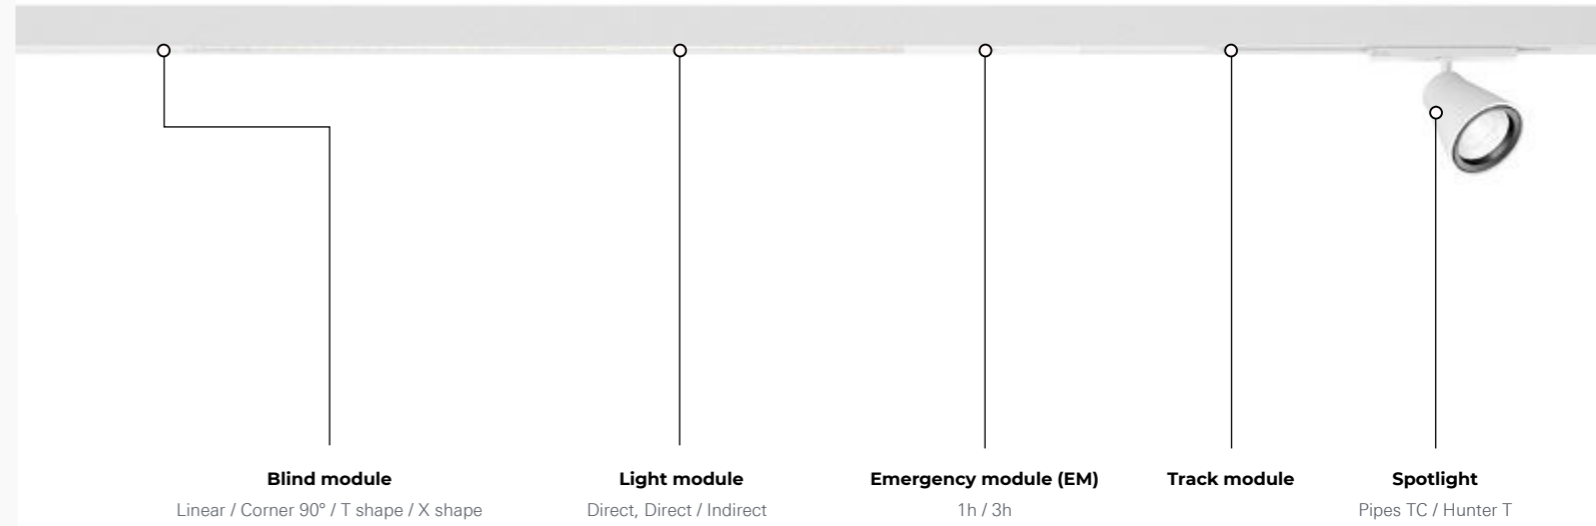 Blind module
Linear / Corner 90° / T shape / X shape
Light module
Direct, Direct / Indirect
Emergency module (EM)
1h / 3h
Track module
Spotlight
Pipes TC / Hunter T